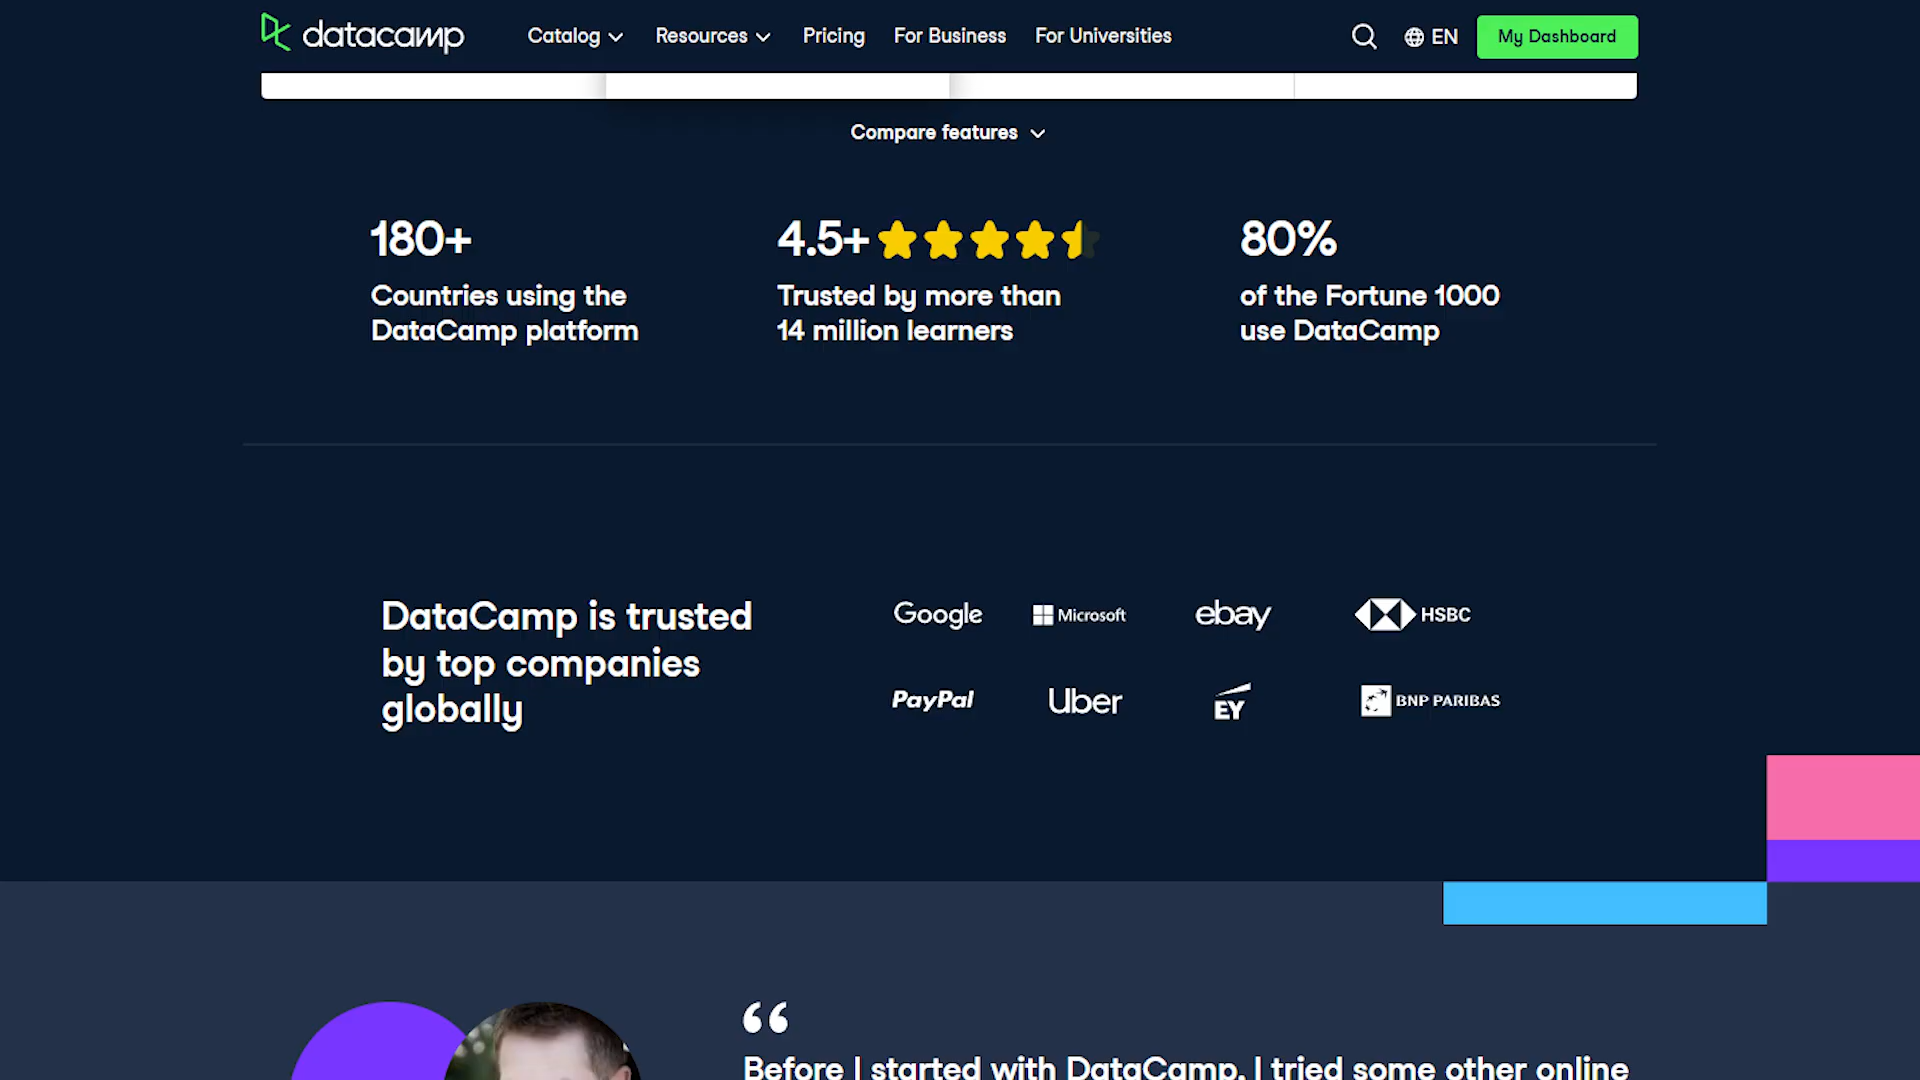 datacamp
Catalog
Resources
Pricing
For Business
For Universities
EN
My Dashboard
Compare features
180+
Countries using the
DataCamp platform
4.5+
Trusted by more than
14 million learners
80%
of the Fortune 1000
use DataCamp
DataCamp is trusted
by top companies
globally
Google
Microsoft
ebay
HSBC
PayPal
Uber
EY
BNP PARIBAS
“
Before I started with DataCamp, I tried some other online